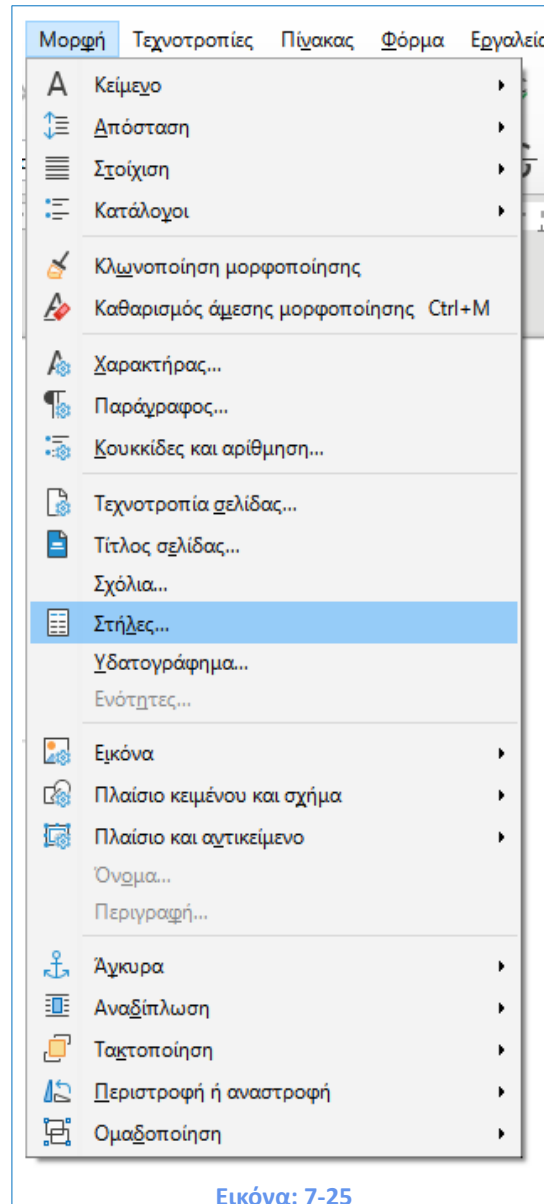 Μορφή Τεχνοτροπίες Πίνακας Φόρμα Εργαλεία
Κείμενο
Απόσταση
Στοίχιση
Κατάλογοι
Κλωνοποίηση μορφοποίησης
Καθαρισμός άμεσης μορφοποίησης Ctrl+M
Χαρακτήρας...
Παράγραφος...
Κουκκίδες και αρίθμηση...
Τεχνοτροπία σελίδας...
Τίτλος σελίδας...
Σχόλια...
Στήλες...
Υδατογράφημα...
Ενότητες...
Εικόνα
Πλαίσιο κειμένου και σχήμα
Πλαίσιο και αντικείμενο
Όνομα...
Περιγραφή...
Άγκυρα
Αναδίπλωση
Τακτοποίηση
Περιστροφή ή αναστροφή
Ομαδοποίηση
Εικόνα: 7-25